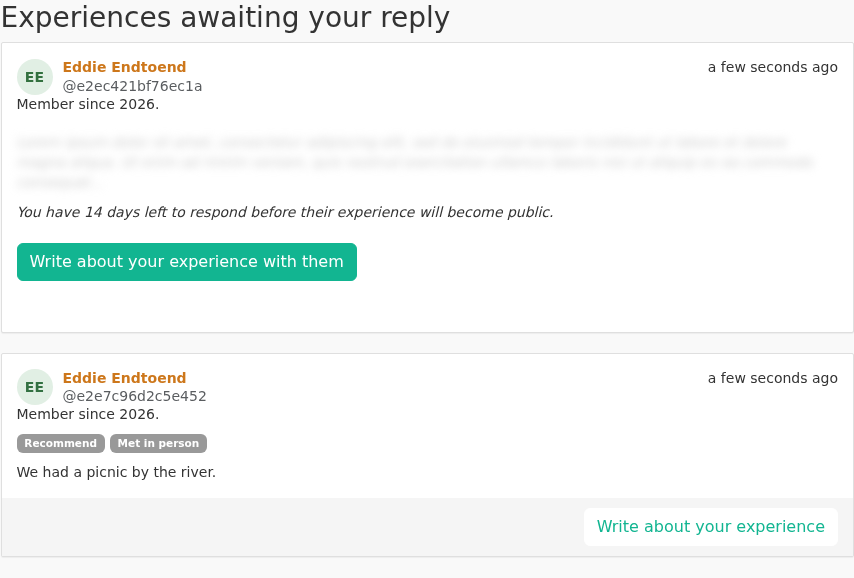 Experiences awaiting your reply
EE
Eddie Endtoend
a few seconds ago
@e2ec421bf76ec1a
Member since 2026.
You have 14 days left to respond before their experience will become public.
Write about your experience with them
EE
Eddie Endtoend
a few seconds ago
@e2e7c96d2c5e452
Member since 2026.
Recommend Met in person
We had a picnic by the river.
Write about your experience